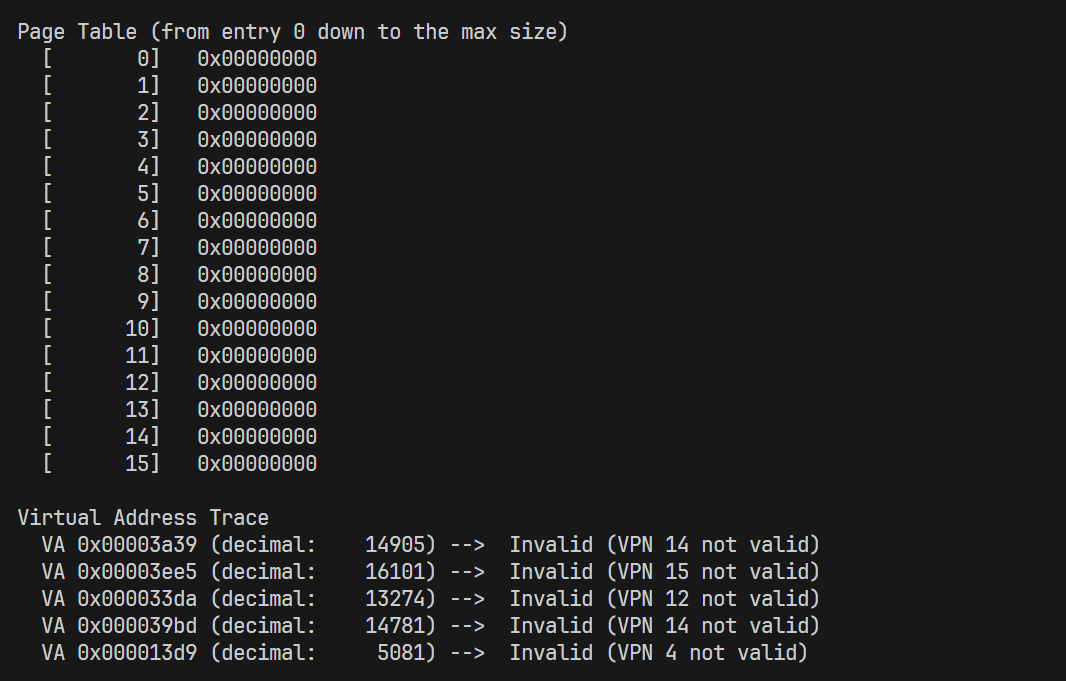 Page Table (from entry 0 down to the max size)
  [       0]   0x00000000
  [       1]   0x00000000
  [       2]   0x00000000
  [       3]   0x00000000
  [       4]   0x00000000
  [       5]   0x00000000
  [       6]   0x00000000
  [       7]   0x00000000
  [       8]   0x00000000
  [       9]   0x00000000
  [      10]   0x00000000
  [      11]   0x00000000
  [      12]   0x00000000
  [      13]   0x00000000
  [      14]   0x00000000
  [      15]   0x00000000
Virtual Address Trace
  VA 0x00003a39 (decimal:    14905) -->  Invalid (VPN 14 not valid)
  VA 0x00003ee5 (decimal:    16101) -->  Invalid (VPN 15 not valid)
  VA 0x000033da (decimal:    13274) -->  Invalid (VPN 12 not valid)
  VA 0x000039bd (decimal:    14781) -->  Invalid (VPN 14 not valid)
  VA 0x000013d9 (decimal:     5081) -->  Invalid (VPN 4 not valid)